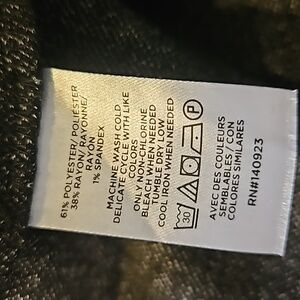 61% POLYESTER/ POLIESTER
38% RAYON/ RAYONNE/
RAYON
1% SPANDEX
MACHINE WASH COLD
DELICATE CYCLE WITH LIKE
COLORS
ONLY NON-CHLORINE
BLEACH WHEN NEEDED
TUMBLE DRY LOW
COOL IRON WHEN NEEDED
30
P
AVEC DES COULEURS
SEMBLABLES / CON
COLORES SIMILARES
RN#140923